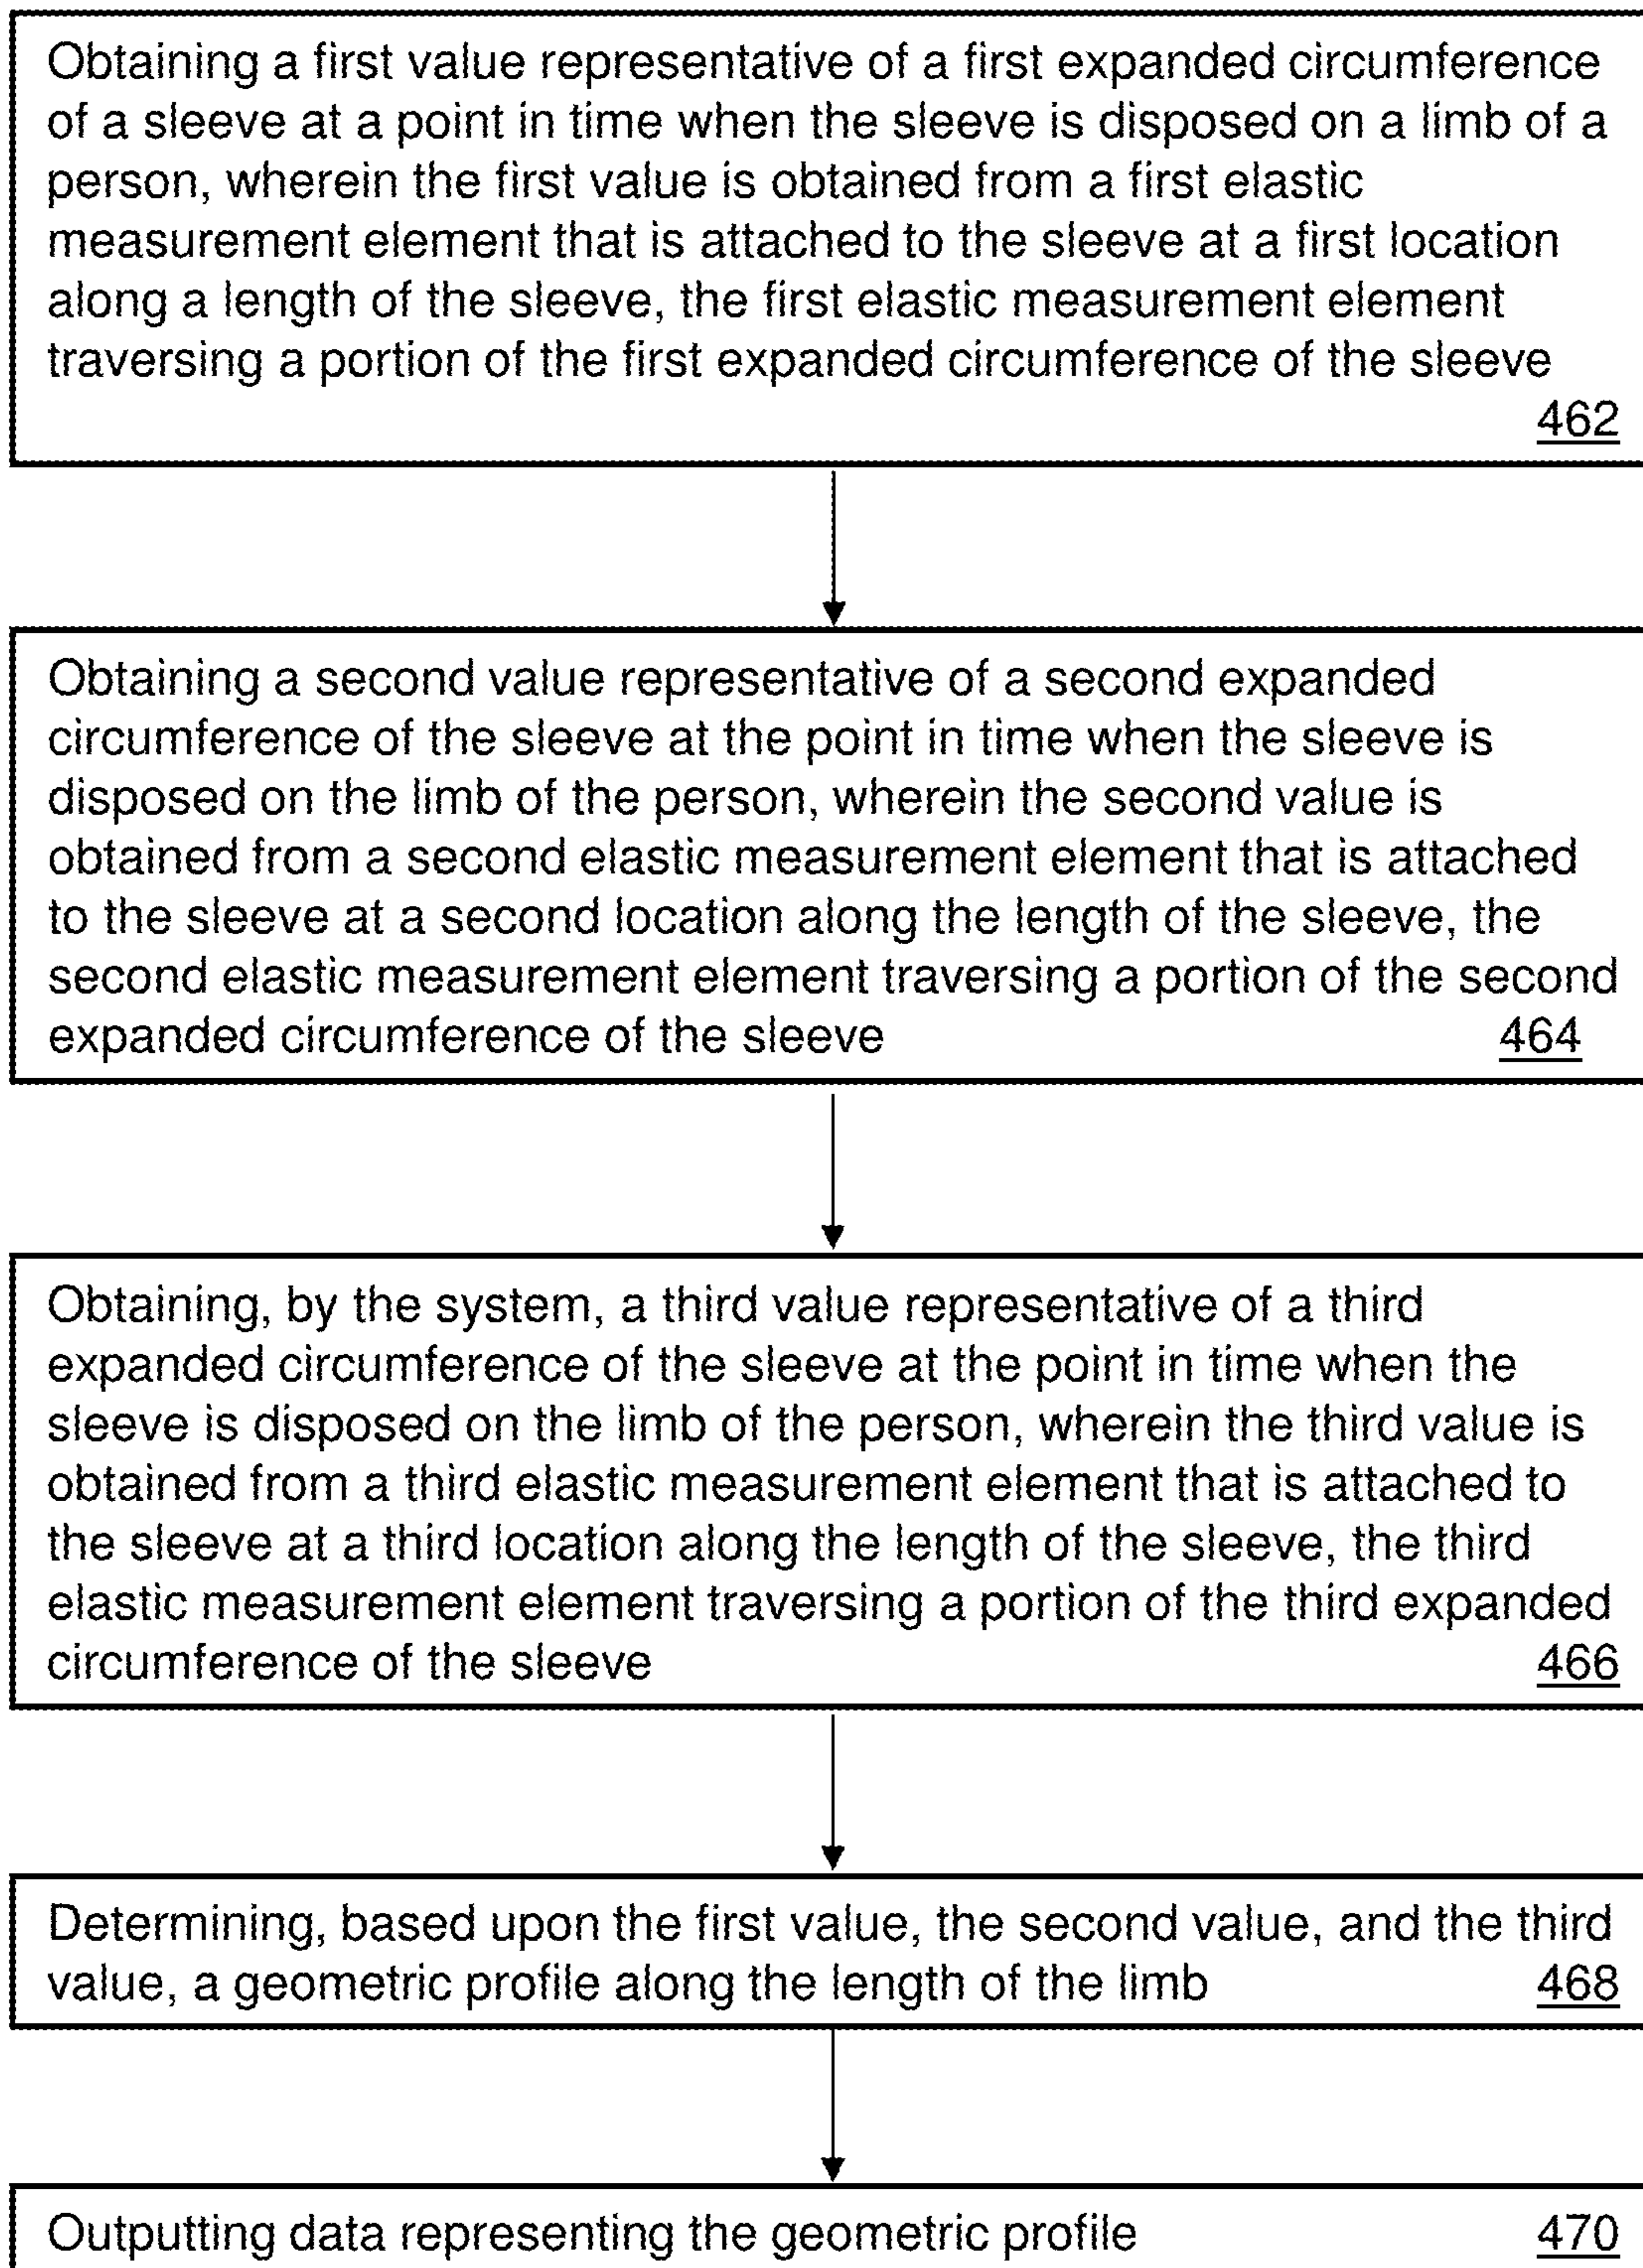 Obtaining a first value representative of a first expanded circumference
of a sleeve at a point in time when the sleeve is disposed on a limb of a
person, wherein the first value is obtained from a first elastic
measurement element that is attached to the sleeve at a first location
along a length of the sleeve, the first elastic measurement element
traversing a portion of the first expanded circumference of the sleeve
462
Obtaining a second value representative of a second expanded
circumference of the sleeve at the point in time when the sleeve is
disposed on the limb of the person, wherein the second value is
obtained from a second elastic measurement element that is attached
to the sleeve at a second location along the length of the sleeve, the
second elastic measurement element traversing a portion of the second
expanded circumference of the sleeve 464
Obtaining, by the system, a third value representative of a third
expanded circumference of the sleeve at the point in time when the
sleeve is disposed on the limb of the person, wherein the third value is
obtained from a third elastic measurement element that is attached to
the sleeve at a third location along the length of the sleeve, the third
elastic measurement element traversing a portion of the third expanded
circumference of the sleeve 466
Determining, based upon the first value, the second value, and the third
value, a geometric profile along the length of the limb 468
Outputting data representing the geometric profile 470